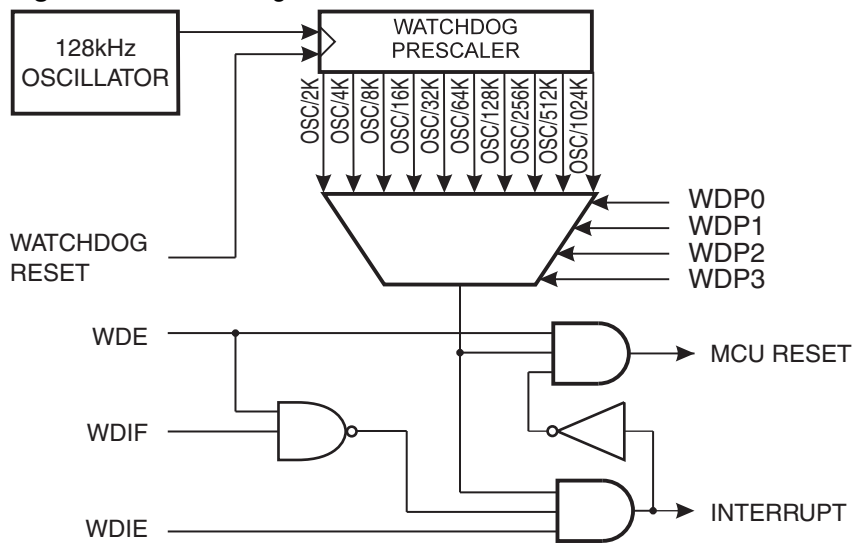 128kHz
OSCILLATOR
WATCHDOG
PRESCALER
OSC/2K
OSC/4K
OSC/8K
OSC/16K
OSC/32K
OSC/64K
OSC/128K
OSC/256K
OSC/512K
OSC/1024K
WDP0
WDP1
WDP2
WDP3
WATCHDOG
RESET
WDE
MCU RESET
WDIF
WDIE
INTERRUPT